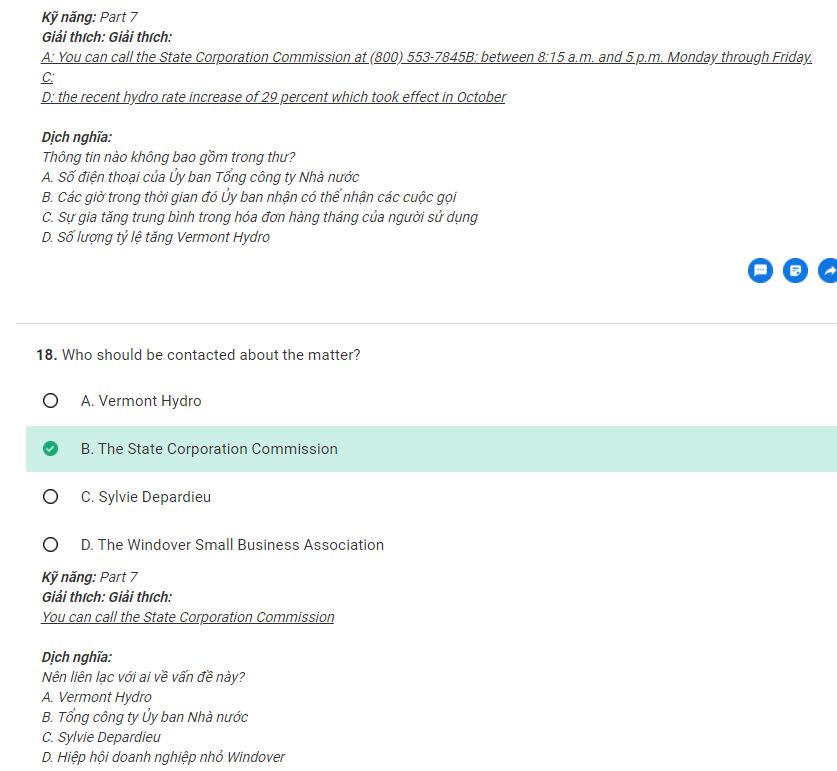 Kỹ năng: Part 7
Giải thích: Giải thích:
A: You can call the State Corporation Commission at (800) 553-7845B: between 8:15 a.m. and 5 p.m. Monday through Friday.
C:
D: the recent hydro rate increase of 29 percent which took effect in October
Dịch nghĩa:
Thông tin nào không bao gồm trong thư?
A. Số điện thoại của Ủy ban Tổng công ty Nhà nước
B. Các giờ trong thời gian đó Ủy ban nhận có thể nhận các cuộc gọi
C. Sự gia tăng trung bình trong hóa đơn hàng tháng của người sử dụng
D. Số lượng tỷ lệ tăng Vermont Hydro
18. Who should be contacted about the matter?
A. Vermont Hydro
B. The State Corporation Commission
C. Sylvie Depardieu
D. The Windover Small Business Association
Kỹ năng: Part 7
Giải thích: Giải thích:
You can call the State Corporation Commission
Dịch nghĩa:
Nên liên lạc với ai về vấn đề này?
A. Vermont Hydro
B. Tổng công ty Ủy ban Nhà nước
C. Sylvie Depardieu
D. Hiệp hội doanh nghiệp nhỏ Windover